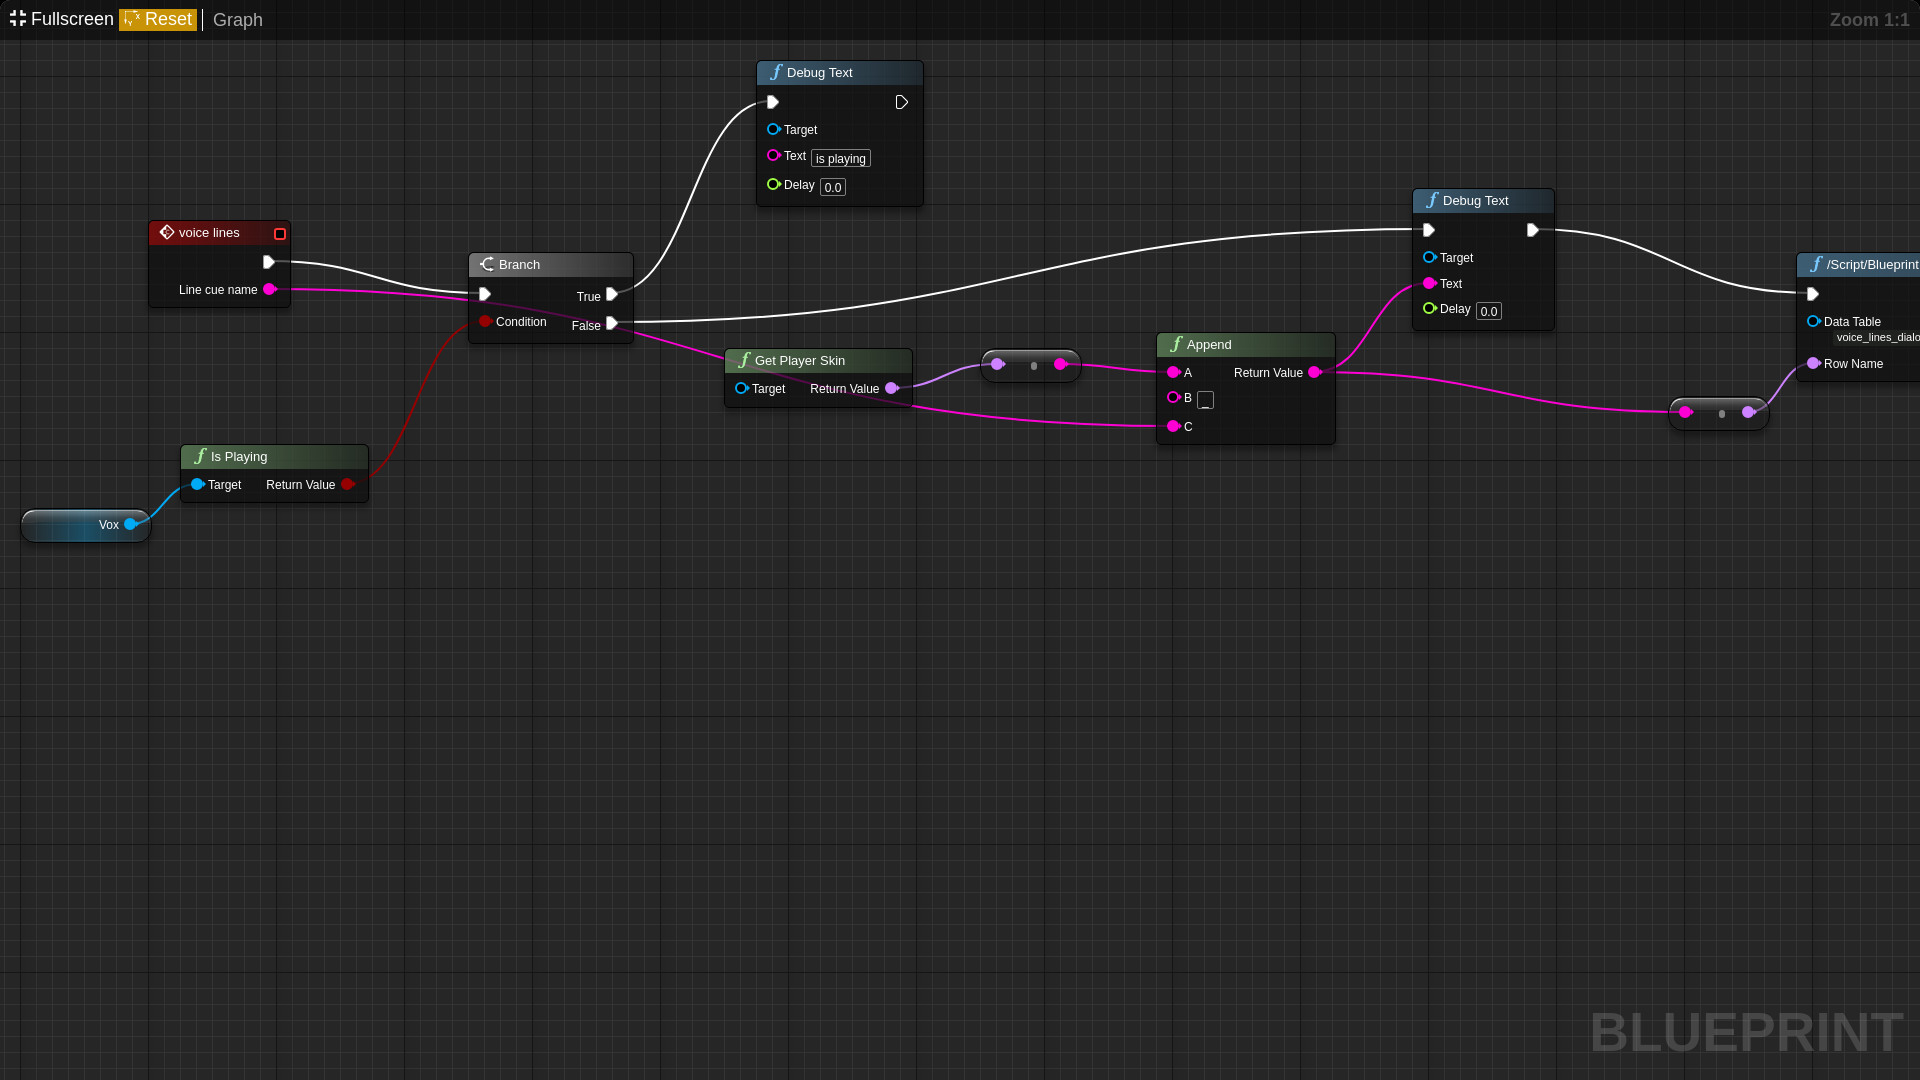 Fullscreen Reset Graph
Zoom 1:1
Debug Text
Target
Text is playing
Delay 0.0
voice lines
Line cue name
Branch
True
Condition
False
Debug Text
Target
Text
Delay 0.0
/Script/Blueprint
Data Table
voice_lines_dialo
Row Name
Get Player Skin
Target Return Value
Append
A Return Value
B _
C
Is Playing
Target Return Value
Vox
BLUEPRINT